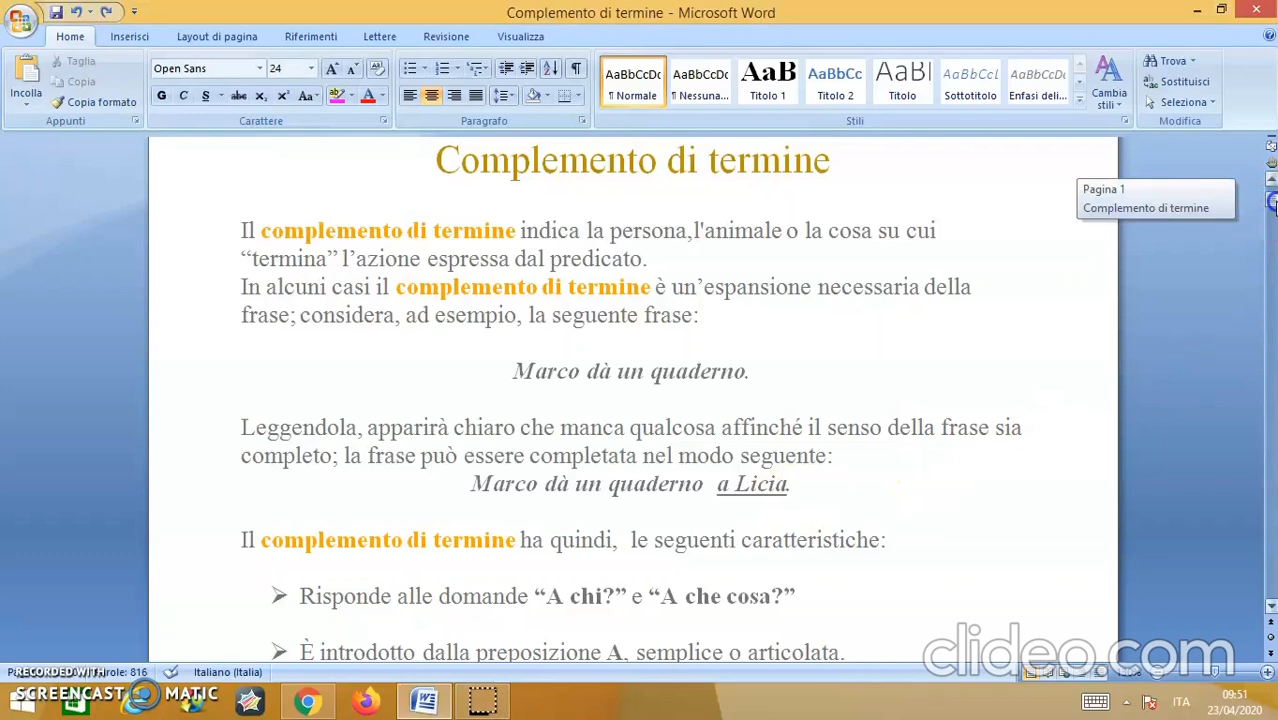 Complemento di termine - Microsoft Word
Home Inserisci Layout di pagina Riferimenti Lettere Revisione Visualizza
Incolla
Taglia
Copia
Copia formato
Appunti
Open Sans 24
G C S abc X₂ X² Aa
Carattere
Paragrafo
AaBbCcDc AaBbCcDc AaB AaBbCc AaBl AaBbCcl AaBbCcDc
¶ Normale ¶ Nessuna... Titolo 1 Titolo 2 Titolo Sottotitolo Enfasi deli...
Stili
Cambia stili
Trova
Sostituisci
Seleziona
Modifica
Pagina 1
Complemento di termine
Complemento di termine
Il complemento di termine indica la persona,l'animale o la cosa su cui
“termina” l’azione espressa dal predicato.
In alcuni casi il complemento di termine è un’espansione necessaria della
frase; considera, ad esempio, la seguente frase:
Marco dà un quaderno.
Leggendola, apparirà chiaro che manca qualcosa affinché il senso della frase sia
completo; la frase può essere completata nel modo seguente:
Marco dà un quaderno a Licia.
Il complemento di termine ha quindi, le seguenti caratteristiche:
➢ Risponde alle domande “A chi?” e “A che cosa?”
➢ È introdotto dalla preposizione A, semplice o articolata.
clideo.com
RECORDED WITH
SCREENCAST MATIC
816
Italiano (Italia)
ITA
09:51
23/04/2020